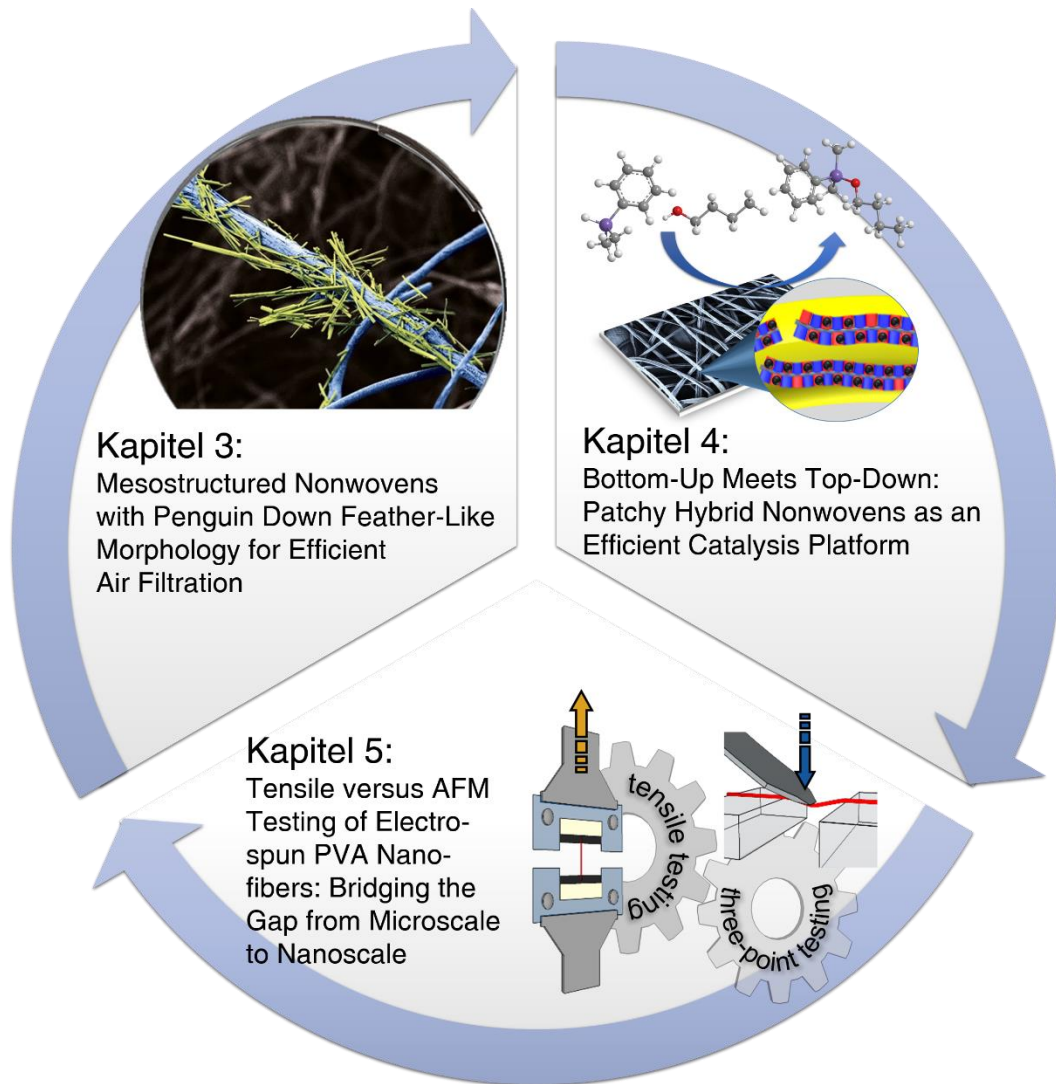 Kapitel 3:
Mesostructured Nonwovens
with Penguin Down Feather-Like
Morphology for Efficient
Air Filtration
Kapitel 4:
Bottom-Up Meets Top-Down:
Patchy Hybrid Nonwovens as an
Efficient Catalysis Platform
Kapitel 5:
Tensile versus AFM
Testing of Electro-
spun PVA Nano-
fibers: Bridging the
Gap from Microscale
to Nanoscale
tensile testing
three-point testing